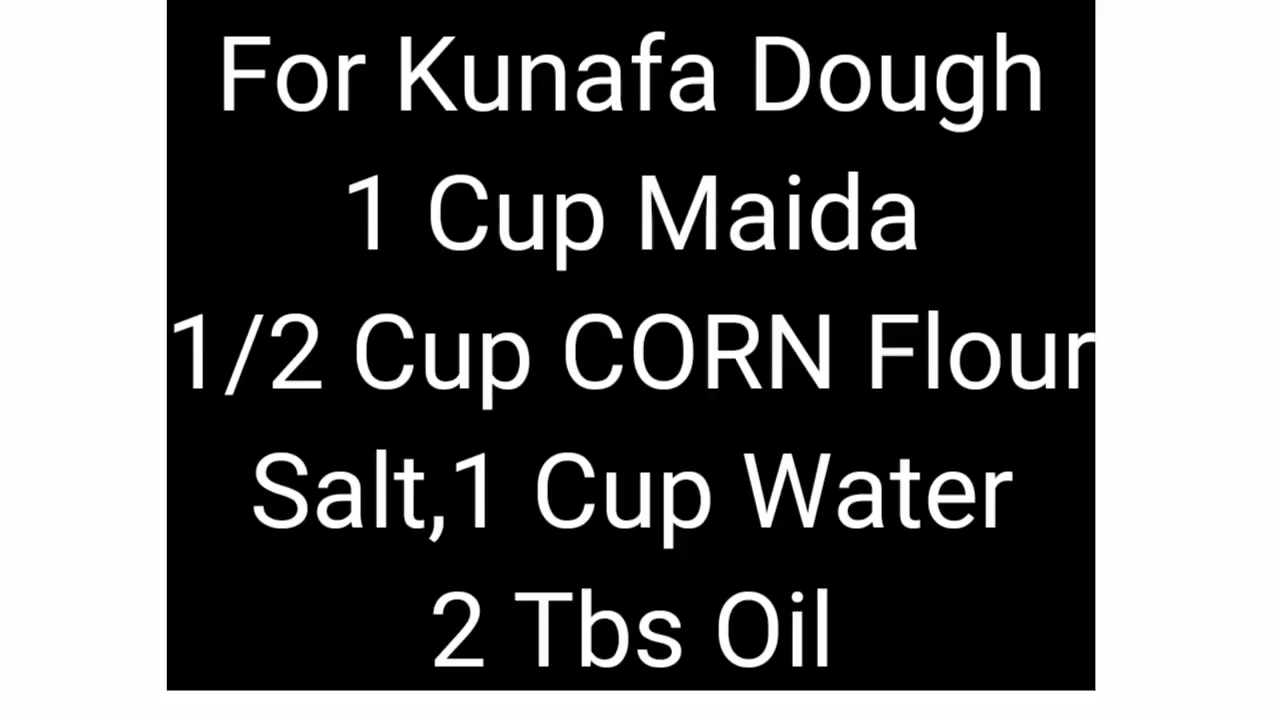 For Kunafa Dough
1 Cup Maida
1/2 Cup CORN Flour
Salt,1 Cup Water
2 Tbs Oil